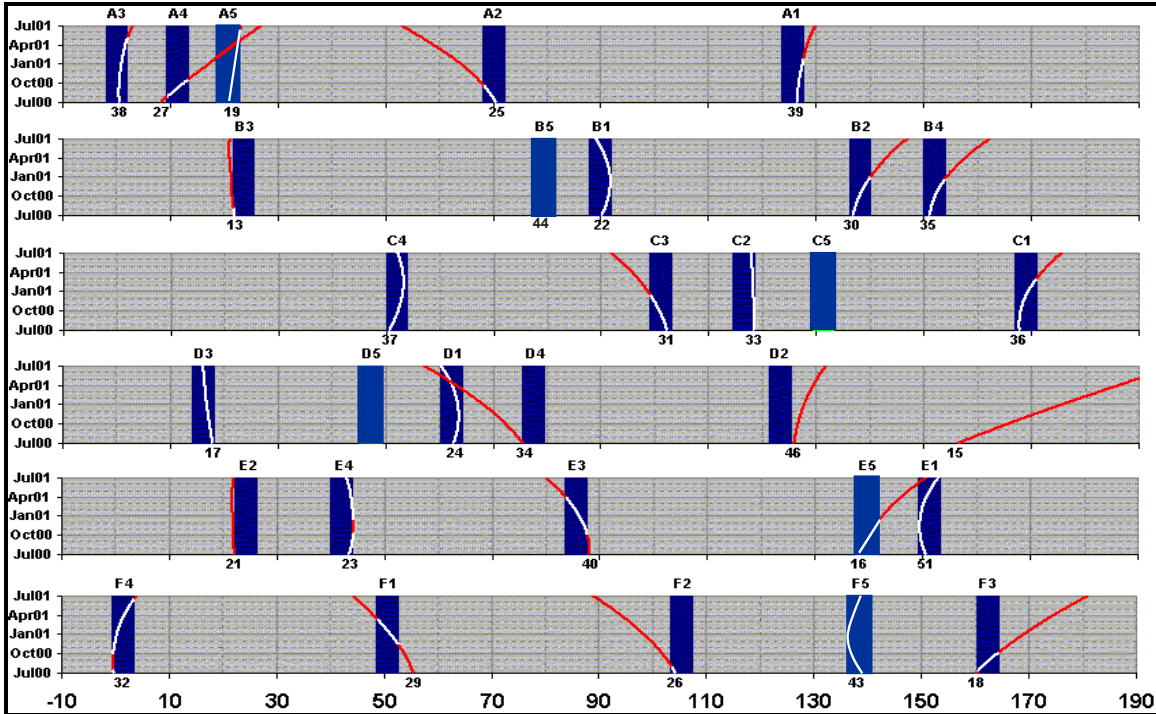 A3 A4 A5 A2 A1
Jul01
Apr01
Jan01
Oct00
Jul00
38 27 19 25 39
B3 B5 B1 B2 B4
Jul01
Apr01
Jan01
Oct00
Jul00
13 44 22 30 35
C4 C3 C2 C5 C1
Jul01
Apr01
Jan01
Oct00
Jul00
37 31 33 36
D3 D5 D1 D4 D2
Jul01
Apr01
Jan01
Oct00
Jul00
17 24 34 46 15
E2 E4 E3 E5 E1
Jul01
Apr01
Jan01
Oct00
Jul00
21 23 40 16 51
F4 F1 F2 F5 F3
Jul01
Apr01
Jan01
Oct00
Jul00
32 29 26 43 18
-10 10 30 50 70 90 110 130 150 170 190